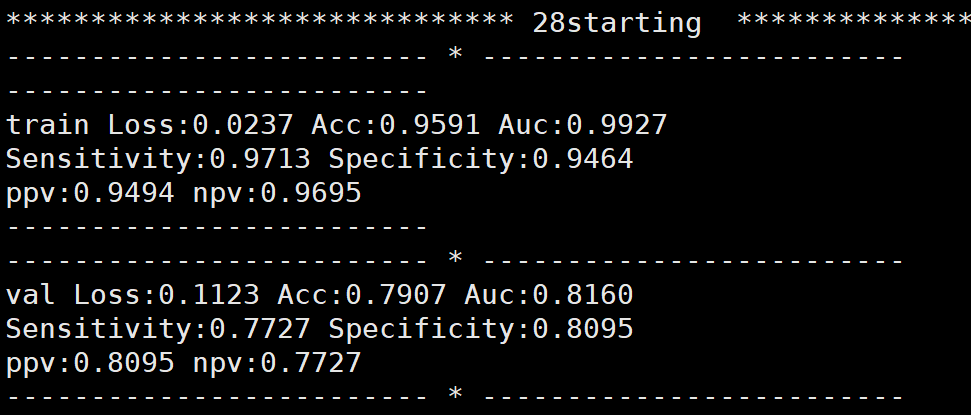 ****************************** 28starting  **************
------------------------- * -------------------------
-------------------------
train Loss:0.0237 Acc:0.9591 Auc:0.9927
Sensitivity:0.9713 Specificity:0.9464
ppv:0.9494 npv:0.9695
-------------------------
------------------------- * -------------------------
val Loss:0.1123 Acc:0.7907 Auc:0.8160
Sensitivity:0.7727 Specificity:0.8095
ppv:0.8095 npv:0.7727
------------------------- * -------------------------